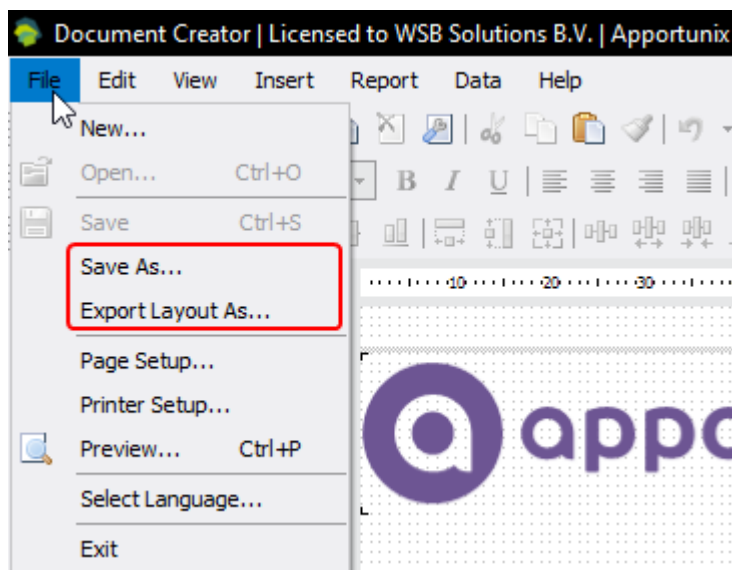 Document Creator | Licensed to WSB Solutions B.V. | Apportunix
File Edit View Insert Report Data Help
New...
Open... Ctrl+O
B I U
Save Ctrl+S
Save As...
10 20 30
Export Layout As...
Page Setup...
Printer Setup...
appo
Preview... Ctrl+P
Select Language...
Exit